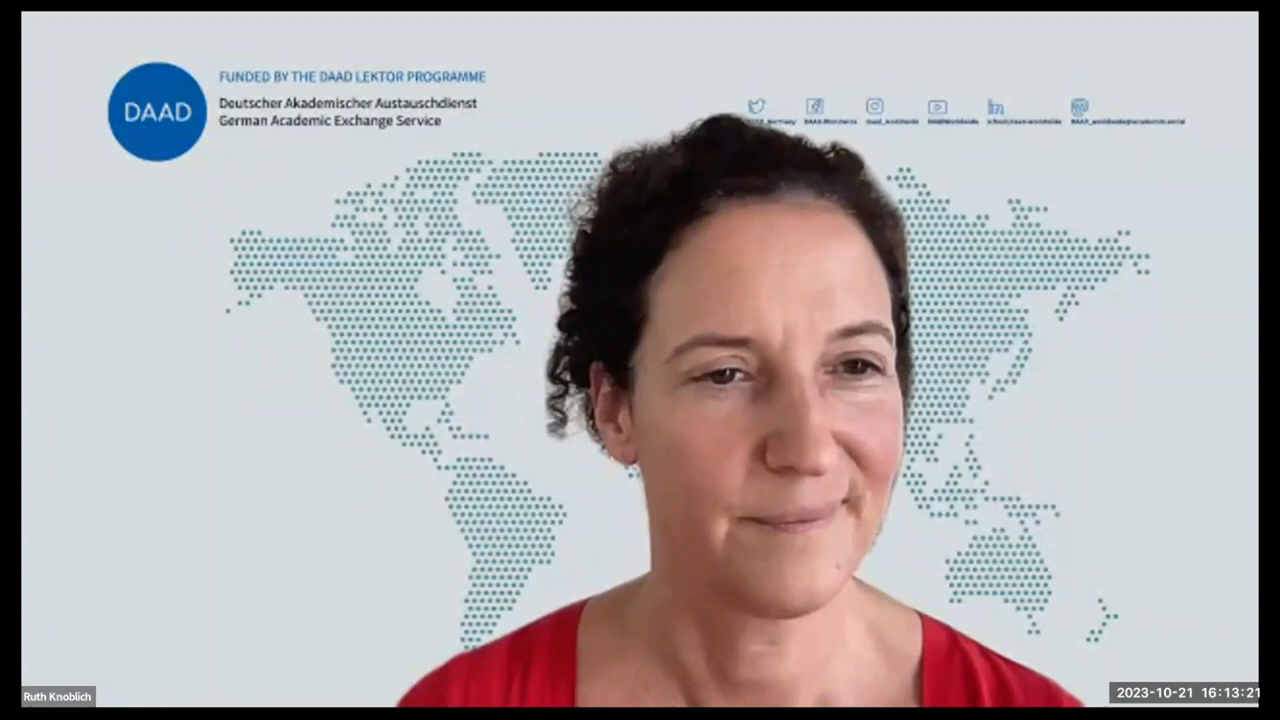 DAAD
FUNDED BY THE DAAD LEKTOR PROGRAMME
Deutscher Akademischer Austauschdienst
German Academic Exchange Service
Ruth Knoblich
2023-10-21 16:13:21